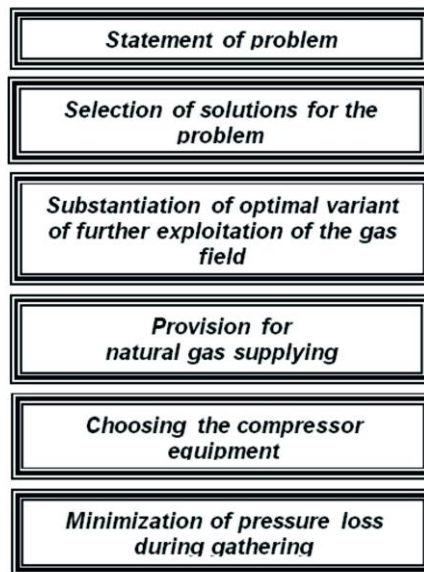 Statement of problem
Selection of solutions for the
problem
Substantiation of optimal variant
of further exploitation of the gas
field
Provision for
natural gas supplying
Choosing the compressor
equipment
Minimization of pressure loss
during gathering